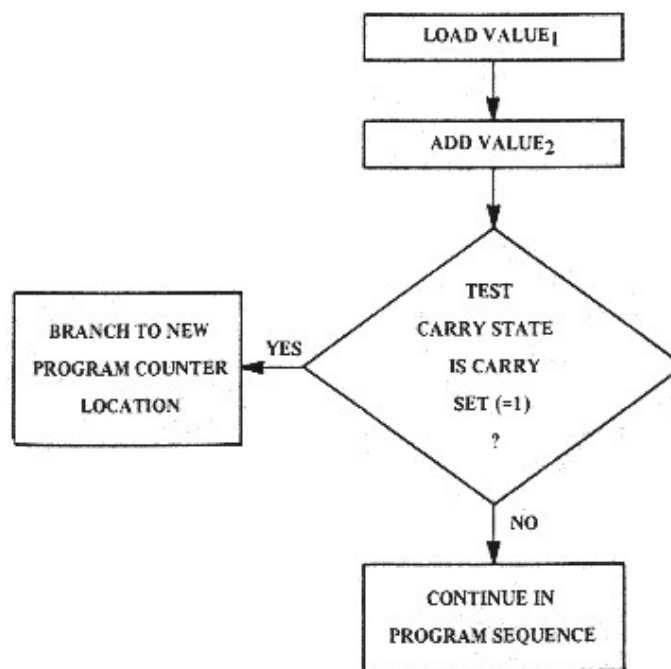 LOAD VALUE1
ADD VALUE2
TEST
CARRY STATE
IS CARRY
SET (=1)
?
YES
BRANCH TO NEW
PROGRAM COUNTER
LOCATION
NO
CONTINUE IN
PROGRAM SEQUENCE